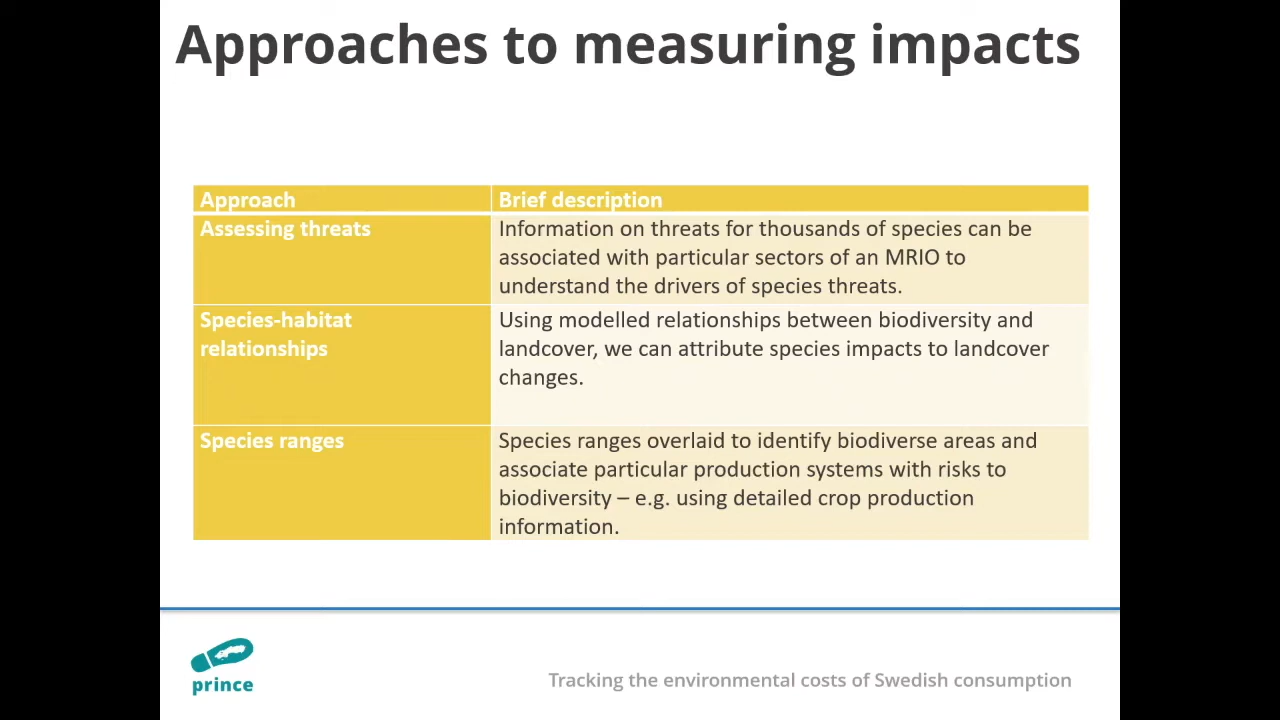 Approaches to measuring impacts
Approach
Brief description
Assessing threats
Information on threats for thousands of species can be
associated with particular sectors of an MRIO to
understand the drivers of species threats.
Species-habitat
relationships
Using modelled relationships between biodiversity and
landcover, we can attribute species impacts to landcover
changes.
Species ranges
Species ranges overlaid to identify biodiverse areas and
associate particular production systems with risks to
biodiversity – e.g. using detailed crop production
information.
prince
Tracking the environmental costs of Swedish consumption